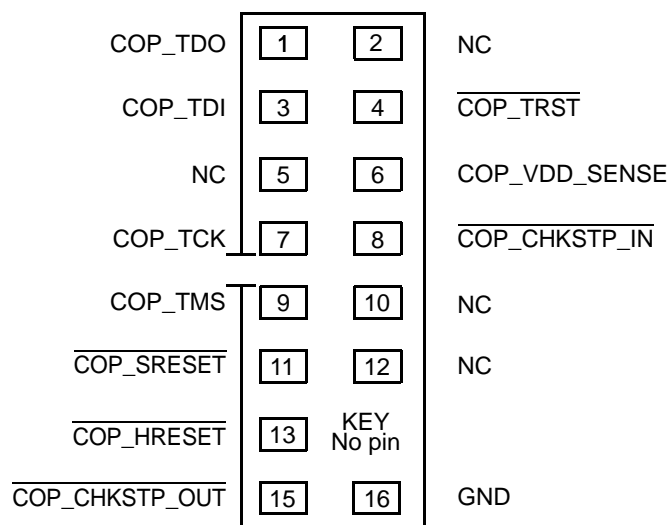 COP_TDO 1 2 NC
COP_TDI 3 4 COP_TRST
NC 5 6 COP_VDD_SENSE
COP_TCK 7 8 COP_CHKSTP_IN
COP_TMS 9 10 NC
COP_SRESET 11 12 NC
COP_HRESET 13 KEY
No pin
COP_CHKSTP_OUT 15 16 GND